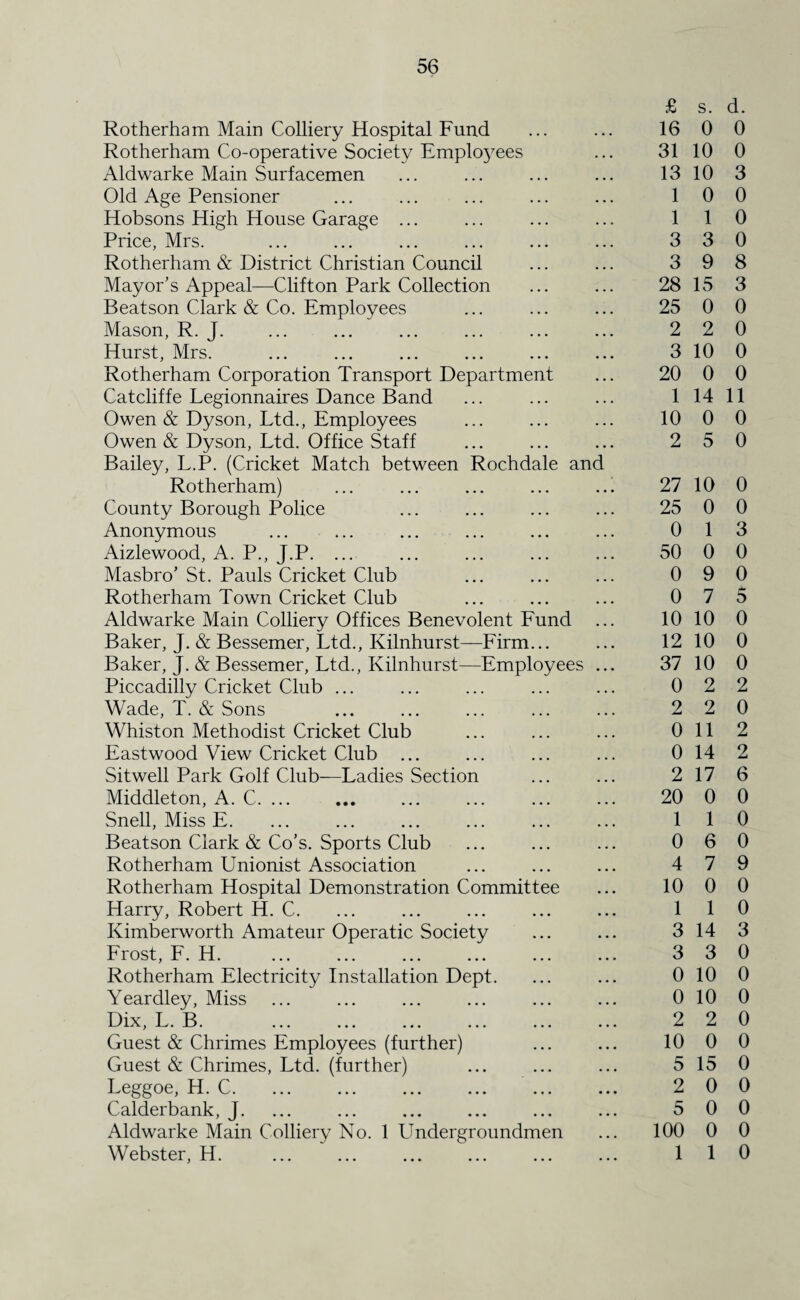 56
£ s. d.
Rotherham Main Colliery Hospital Fund ... ... 16 0 0
Rotherham Co-operative Society Employees ... 31 10 0
Aldwarke Main Surfacemen ... ... ... ... 13 10 3
Old Age Pensioner ... ... ... ... ... 1 0 0
Hobsons High House Garage ... ... ... ... 1 1 0
Price, Mrs. ... ... ... ... ... ... 3 3 0
Rotherham & District Christian Council ... ... 3 9 8
Mayor's Appeal—Clifton Park Collection ... ... 28 15 3
Beatson Clark & Co. Employees ... ... ... 25 0 0
Mason, R. J. ... ... ... ... ... ... 2 2 0
Hurst, Mrs. ... ... ... ... ... ... 3 10 0
Rotherham Corporation Transport Department ... 20 0 0
Catcliffe Legionnaires Dance Band ... ... ... 1 14 11
Owen & Dyson, Ltd., Employees ... ... ... 10 0 0
Owen & Dyson, Ltd. Office Staff ... ... ... 2 5 0
Bailey, L.P. (Cricket Match between Rochdale and
Rotherham) ... ... ... ... ... 27 10 0
County Borough Police ... ... ... ... 25 0 0
Anonymous ... ... ... ... ... ... 0 1 3
Aizlewood, A. P., J.P. ... ... ... ... ... 50 0 0
Masbro' St. Pauls Cricket Club ... ... ... 0 9 0
Rotherham Town Cricket Club ... ... ... 0 7 5
Aldwarke Main Colliery Offices Benevolent Fund ... 10 10 0
Baker, J. & Bessemer, Ltd., Kilnhurst—Firm... ... 12 10 0
Baker, J. & Bessemer, Ltd., Kilnhurst—Employees ... 37 10 0
Piccadilly Cricket Club ... ... ... ... ... 0 2 2
Wade, T. & Sons ... ... ... ... ... 2 2 0
Whiston Methodist Cricket Club ... ... ... 0 11 2
Eastwood View Cricket Club ... ... ... ... 0 14 2
Sitwell Park Golf Club—Ladies Section ... ... 2 17 6
Middleton, A. C. ... ... ... ... ... ... 20 0 0
Snell, Miss E. ... ... ... ... ... ... 1 1 0
Beatson Clark & Co's. Sports Club ... ... ... 0 6 0
Rotherham Unionist Association ... ... ... 4 7 9
Rotherham Hospital Demonstration Committee ... 10 0 0
Harry, Robert H. C. ... ... ... ... ... 1 1 0
Kimberworth Amateur Operatic Society ... ... 3 14 3
Frost, F. H. ... ... ... ... ... ... 3 3 0
Rotherham Electricity Installation Dept. ... ... 0 10 0
Yeardley, Miss ... ... ... ... ... ... 0 10 0
Dix, L. B. ... ... ... ... ... ... 2 2 0
Guest & Chrimes Employees (further) ... ... 10 0 0
Guest & Chrimes, Ltd. (further) ... ... ... 5 15 0
Leggoe, H. C. ... ... ... ... ... ... 2 0 0
Calderbank, J. ... ... ... ... ... ... 5 0 0
Aldwarke Main Colliery No. 1 Undergroundmen ... 100 0 0
Webster, H. ... ... ... ... ... ... 1 1 0